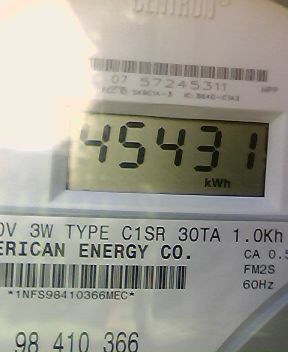 CENTRON
07 57245311 NPP
45431
kWh
0V 3W TYPE C1SR 30TA 1.0Kh
ERICAN ENERGY CO.
CA 0.5
FM2S
60Hz
*1NFS98410366MEC*
98 410 366